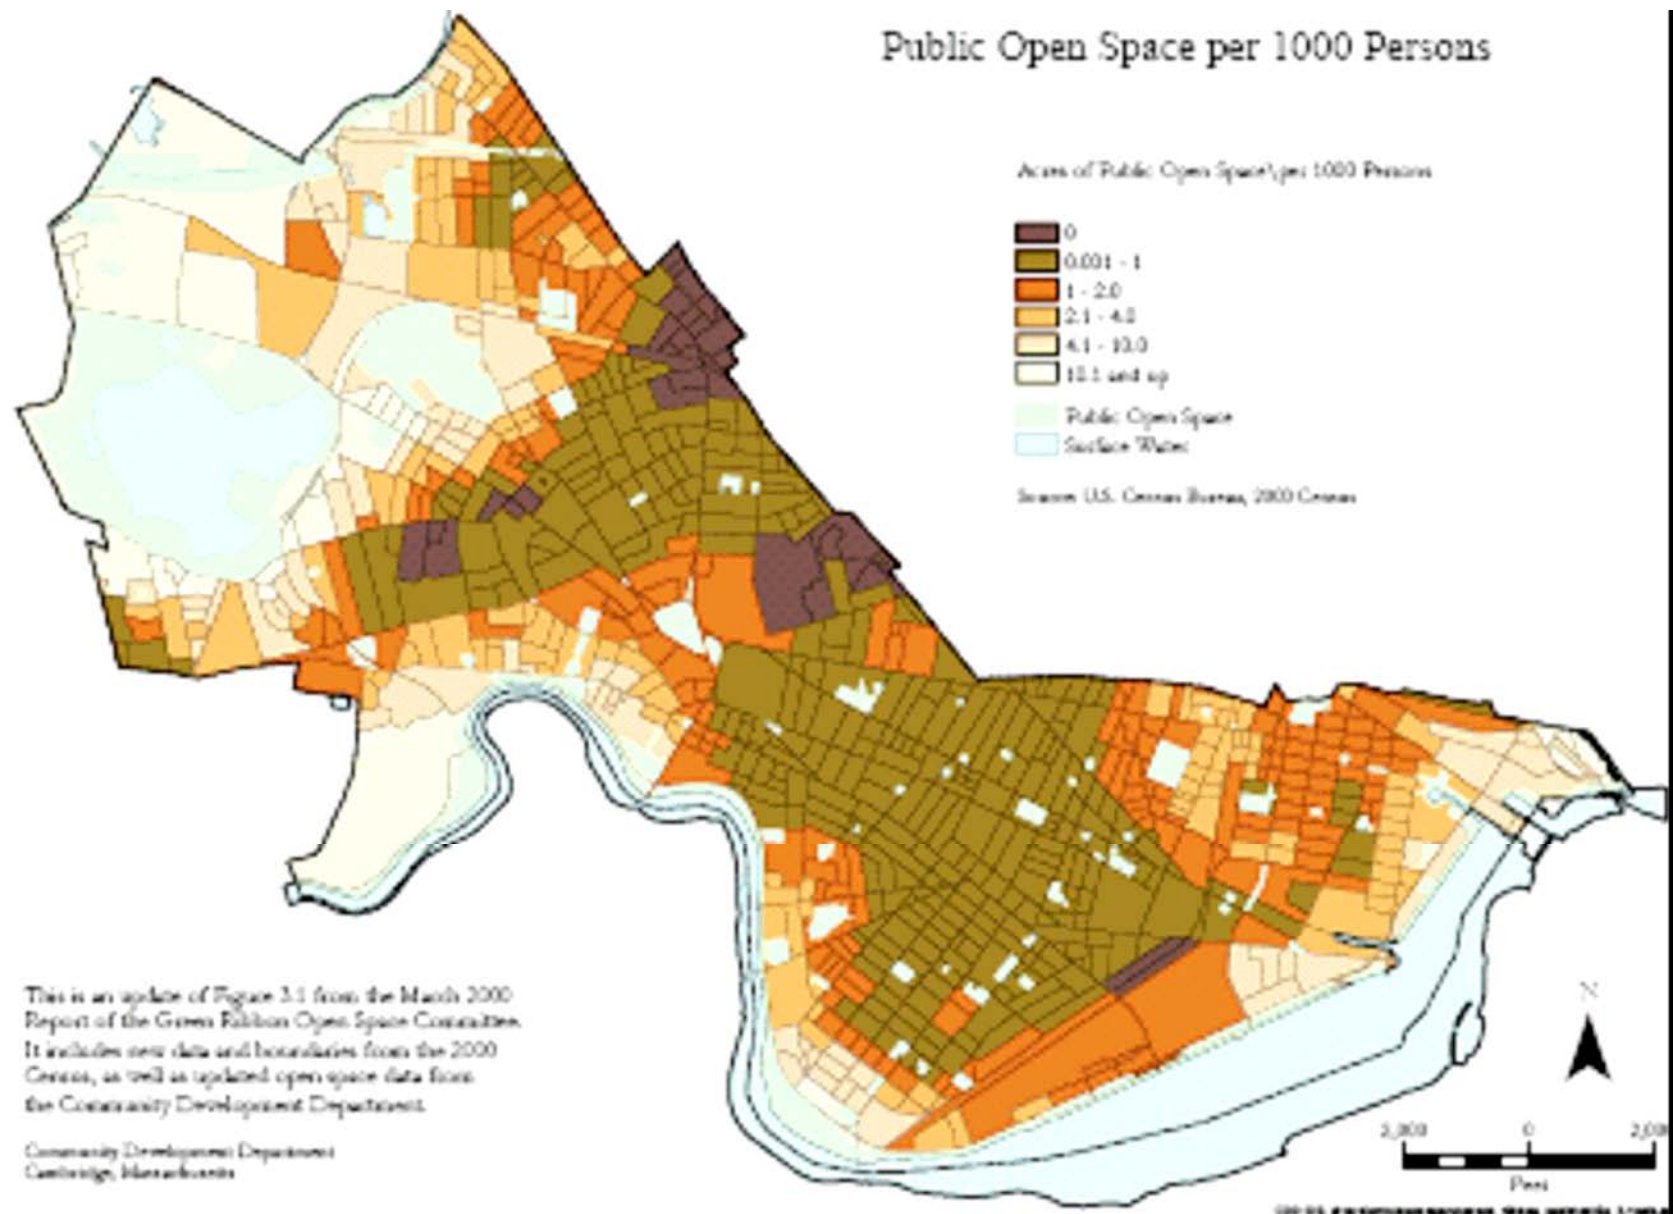 Public Open Space per 1000 Persons
Acres of Public Open Space\per 1000 Persons
0
0.001 - 1
1 - 2.0
2.1 - 4.0
4.1 - 10.0
10.1 and up
Public Open Space
Surface Water
Source: U.S. Census Bureau, 2000 Census
This is an update of Figure 3.1 from the March 2000
Report of the Green Ribbon Open Space Committee.
It includes new data and boundaries from the 2000
Census, as well as updated open space data from
the Community Development Department.
Community Development Department
Cambridge, Massachusetts
N
2,000 0 2,00
Feet